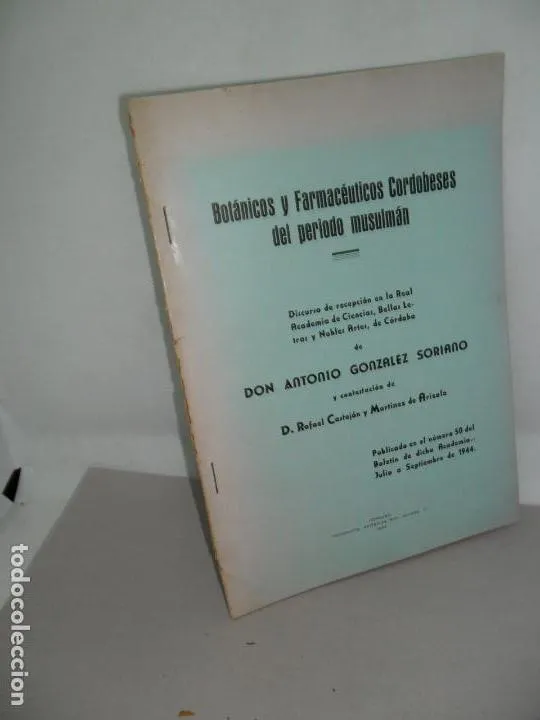 Botánicos y Farmacéuticos Cordobeses
del periodo musulmán
Discurso de recepción en la Real
Academia de Ciencias, Bellas Le-
tras y Nobles Artes, de Córdoba
de
DON ANTONIO GONZALEZ SORIANO
y contestación de
D. Rafael Castejón y Martínez de Arizala
Publicado en el número 50 del
Boletín de dicha Academia.-
Julio a Septiembre de 1944.
todocoleccion.net